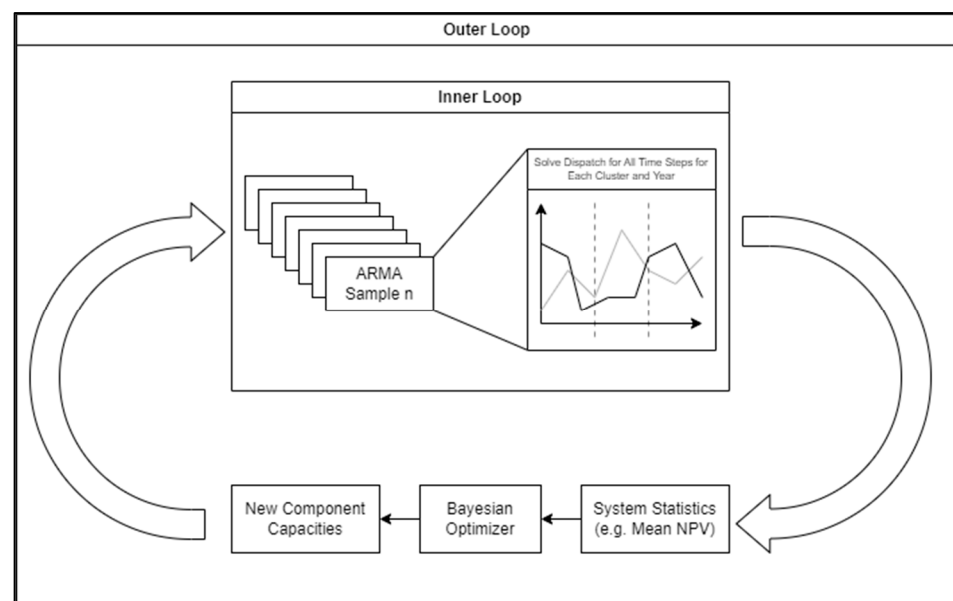 Outer Loop
Inner Loop
Solve Dispatch for All Time Steps for
Each Cluster and Year
ARMA
Sample n
New Component
Capacities
Bayesian
Optimizer
System Statistics
(e.g. Mean NPV)